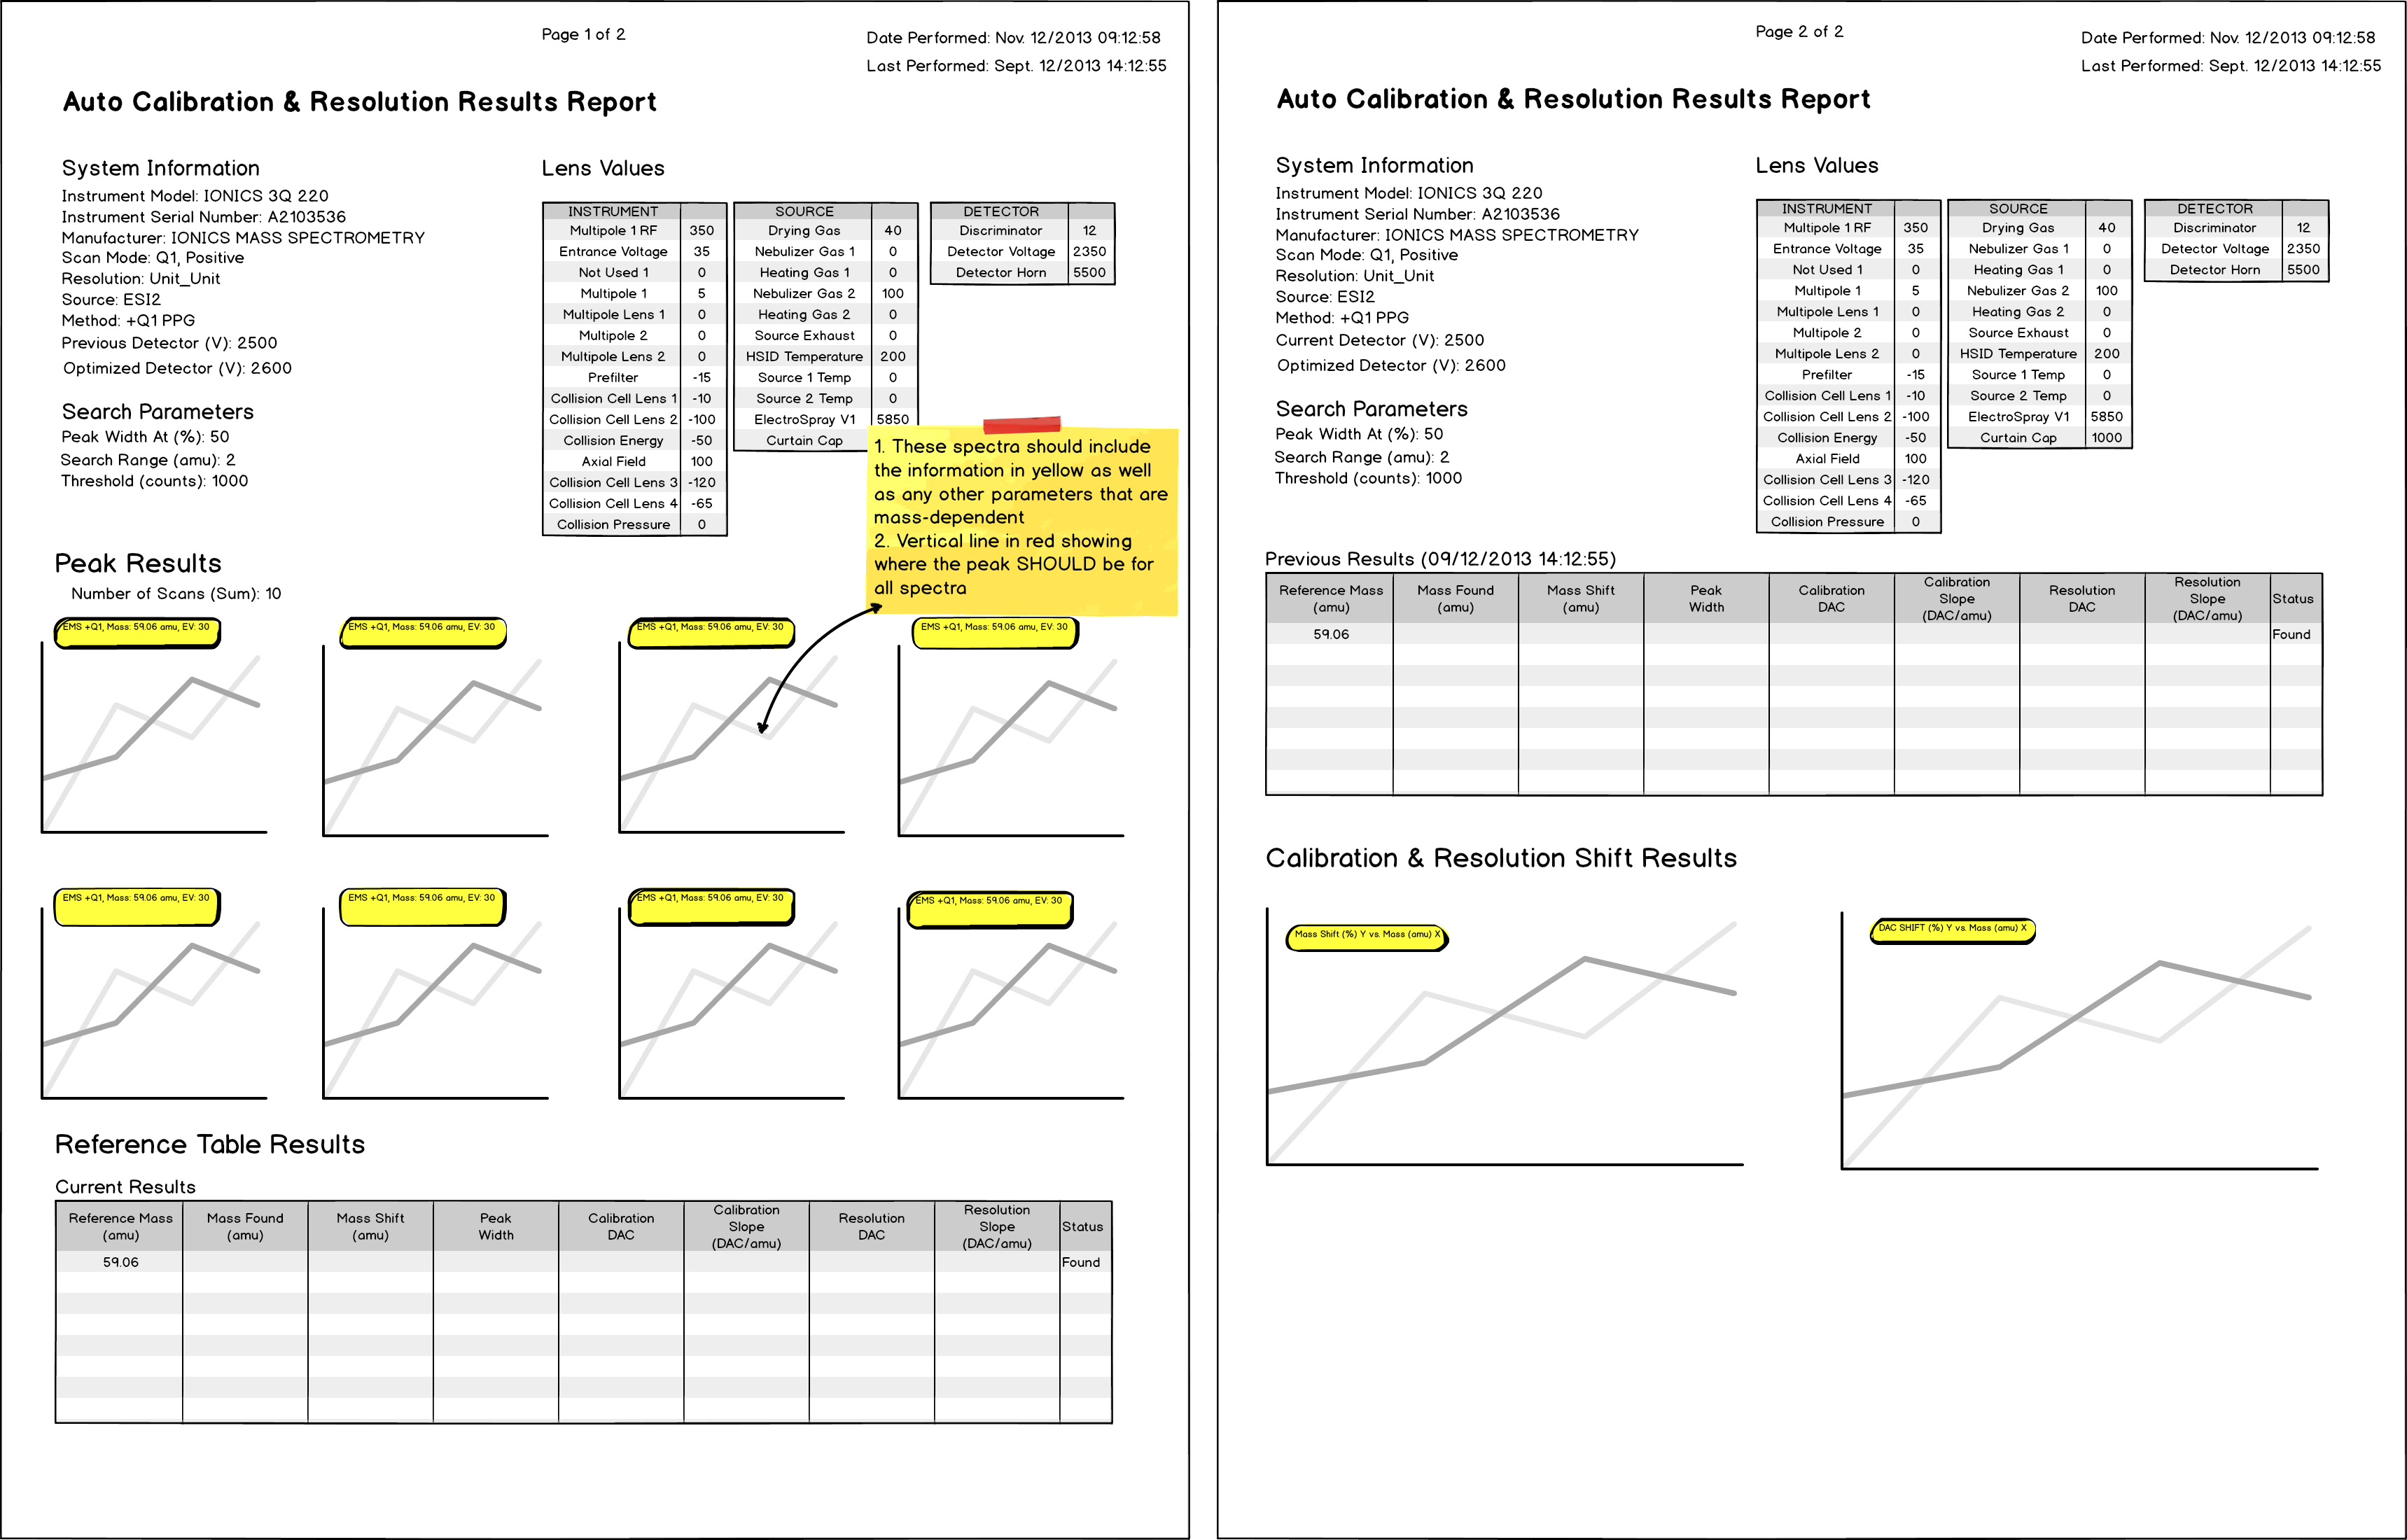 Page 1 of 2
Date Performed: Nov. 12/2013 09:12:58
Last Performed: Sept. 12/2013 14:12:55
Auto Calibration & Resolution Results Report
System Information
Instrument Model: IONICS 3Q 220
Instrument Serial Number: A2103536
Manufacturer: IONICS MASS SPECTROMETRY
Scan Mode: Q1, Positive
Resolution: Unit_Unit
Source: ESI2
Method: +Q1 PPG
Previous Detector (V): 2500
Optimized Detector (V): 2600
Search Parameters
Peak Width At (%): 50
Search Range (amu): 2
Threshold (counts): 1000
Lens Values
INSTRUMENT
Multipole 1 RF 350
Entrance Voltage 35
Not Used 1 0
Multipole 1 5
Multipole Lens 1 0
Multipole 2 0
Multipole Lens 2 0
Prefilter -15
Collision Cell Lens 1 -10
Collision Cell Lens 2 -100
Collision Energy -50
Axial Field 100
Collision Cell Lens 3 -120
Collision Cell Lens 4 -65
Collision Pressure 0
SOURCE
Drying Gas 40
Nebulizer Gas 1 0
Heating Gas 1 0
Nebulizer Gas 2 100
Heating Gas 2 0
Source Exhaust 0
HSID Temperature 200
Source 1 Temp 0
Source 2 Temp 0
ElectroSpray V1 5850
Curtain Cap
DETECTOR
Discriminator 12
Detector Voltage 2350
Detector Horn 5500
1. These spectra should include
the information in yellow as well
as any other parameters that are
mass-dependent
2. Vertical line in red showing
where the peak SHOULD be for
all spectra
Peak Results
Number of Scans (Sum): 10
EMS +Q1, Mass: 59.06 amu, EV: 30
EMS +Q1, Mass: 59.06 amu, EV: 30
EMS +Q1, Mass: 59.06 amu, EV: 30
EMS +Q1, Mass: 59.06 amu, EV: 30
EMS +Q1, Mass: 59.06 amu, EV: 30
EMS +Q1, Mass: 59.06 amu, EV: 30
EMS +Q1, Mass: 59.06 amu, EV: 30
EMS +Q1, Mass: 59.06 amu, EV: 30
Reference Table Results
Current Results
Reference Mass
(amu)
Mass Found
(amu)
Mass Shift
(amu)
Peak
Width
Calibration
DAC
Calibration
Slope
(DAC/amu)
Resolution
DAC
Resolution
Slope
(DAC/amu)
Status
59.06 Found
Page 2 of 2
Date Performed: Nov. 12/2013 09:12:58
Last Performed: Sept. 12/2013 14:12:55
Auto Calibration & Resolution Results Report
System Information
Instrument Model: IONICS 3Q 220
Instrument Serial Number: A2103536
Manufacturer: IONICS MASS SPECTROMETRY
Scan Mode: Q1, Positive
Resolution: Unit_Unit
Source: ESI2
Method: +Q1 PPG
Current Detector (V): 2500
Optimized Detector (V): 2600
Search Parameters
Peak Width At (%): 50
Search Range (amu): 2
Threshold (counts): 1000
Lens Values
INSTRUMENT
Multipole 1 RF 350
Entrance Voltage 35
Not Used 1 0
Multipole 1 5
Multipole Lens 1 0
Multipole 2 0
Multipole Lens 2 0
Prefilter -15
Collision Cell Lens 1 -10
Collision Cell Lens 2 -100
Collision Energy -50
Axial Field 100
Collision Cell Lens 3 -120
Collision Cell Lens 4 -65
Collision Pressure 0
SOURCE
Drying Gas 40
Nebulizer Gas 1 0
Heating Gas 1 0
Nebulizer Gas 2 100
Heating Gas 2 0
Source Exhaust 0
HSID Temperature 200
Source 1 Temp 0
Source 2 Temp 0
ElectroSpray V1 5850
Curtain Cap 1000
DETECTOR
Discriminator 12
Detector Voltage 2350
Detector Horn 5500
Previous Results (09/12/2013 14:12:55)
Reference Mass
(amu)
Mass Found
(amu)
Mass Shift
(amu)
Peak
Width
Calibration
DAC
Calibration
Slope
(DAC/amu)
Resolution
DAC
Resolution
Slope
(DAC/amu)
Status
59.06 Found
Calibration & Resolution Shift Results
Mass Shift (%) Y vs. Mass (amu) X
DAC SHIFT (%) Y vs. Mass (amu) X